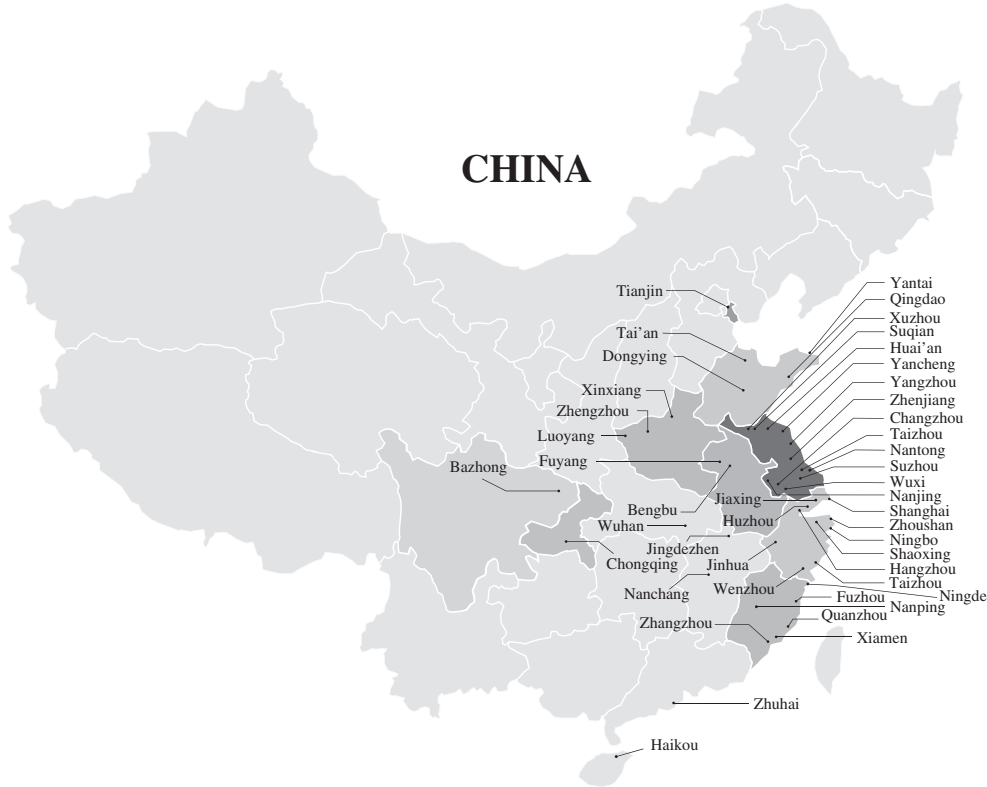 CHINA
Tianjin
Tai'an
Dongying
Xinxiang
Zhengzhou
Luoyang
Fuyang
Bazhong
Bengbu
Wuhan
Jiaxing
Huzhou
Jingdezhen
Chongqing
Jinhua
Nanchang
Wenzhou
Zhangzhou
Yantai
Qingdao
Xuzhou
Suqian
Huai'an
Yancheng
Yangzhou
Zhenjiang
Changzhou
Taizhou
Nantong
Suzhou
Wuxi
Nanjing
Shanghai
Zhoushan
Ningbo
Shaoxing
Hangzhou
Taizhou
Ningde
Fuzhou
Nanping
Quanzhou
Xiamen
Zhuhai
Haikou